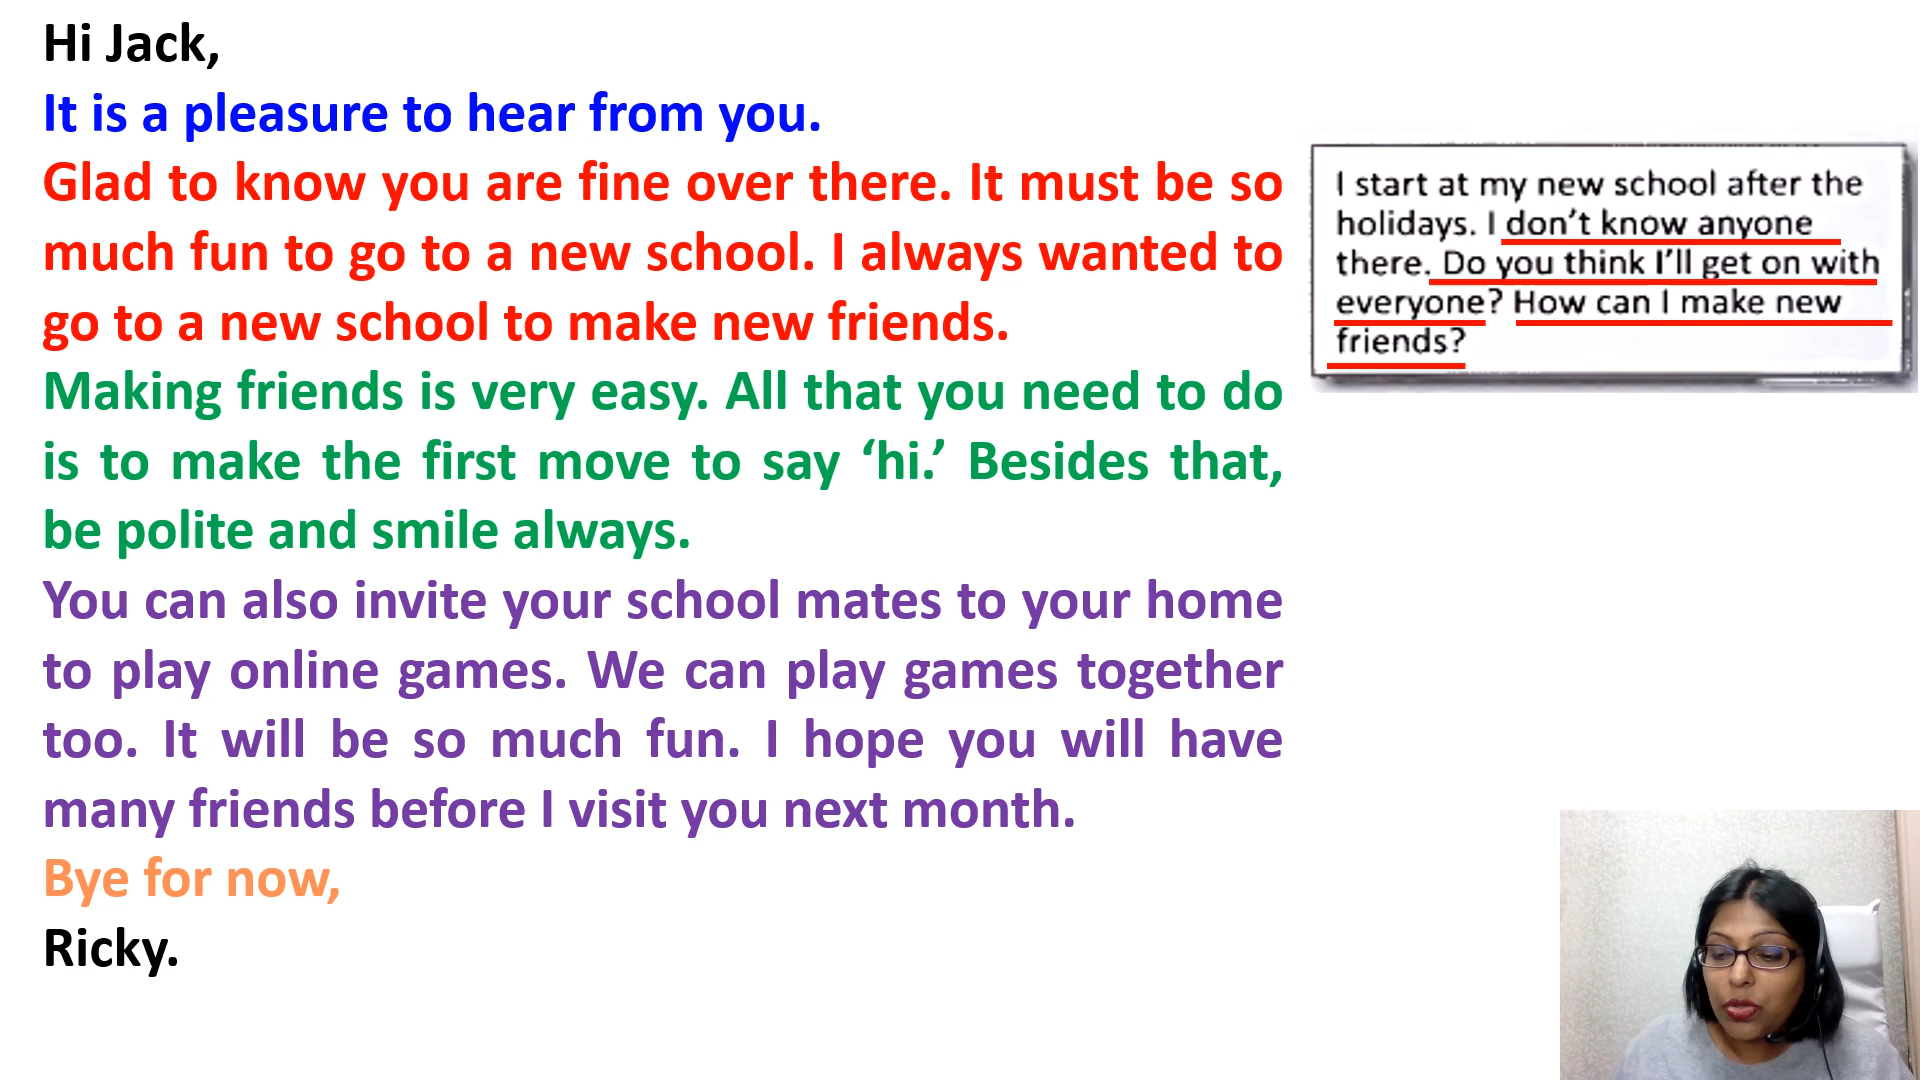 Hi Jack,
It is a pleasure to hear from you.
Glad to know you are fine over there. It must be so
much fun to go to a new school. I always wanted to
go to a new school to make new friends.
Making friends is very easy. All that you need to do
is to make the first move to say ‘hi.’ Besides that,
be polite and smile always.
You can also invite your school mates to your home
to play online games. We can play games together
too. It will be so much fun. I hope you will have
many friends before I visit you next month.
Bye for now,
Ricky.
I start at my new school after the
holidays. I don’t know anyone
there. Do you think I’ll get on with
everyone? How can I make new
friends?